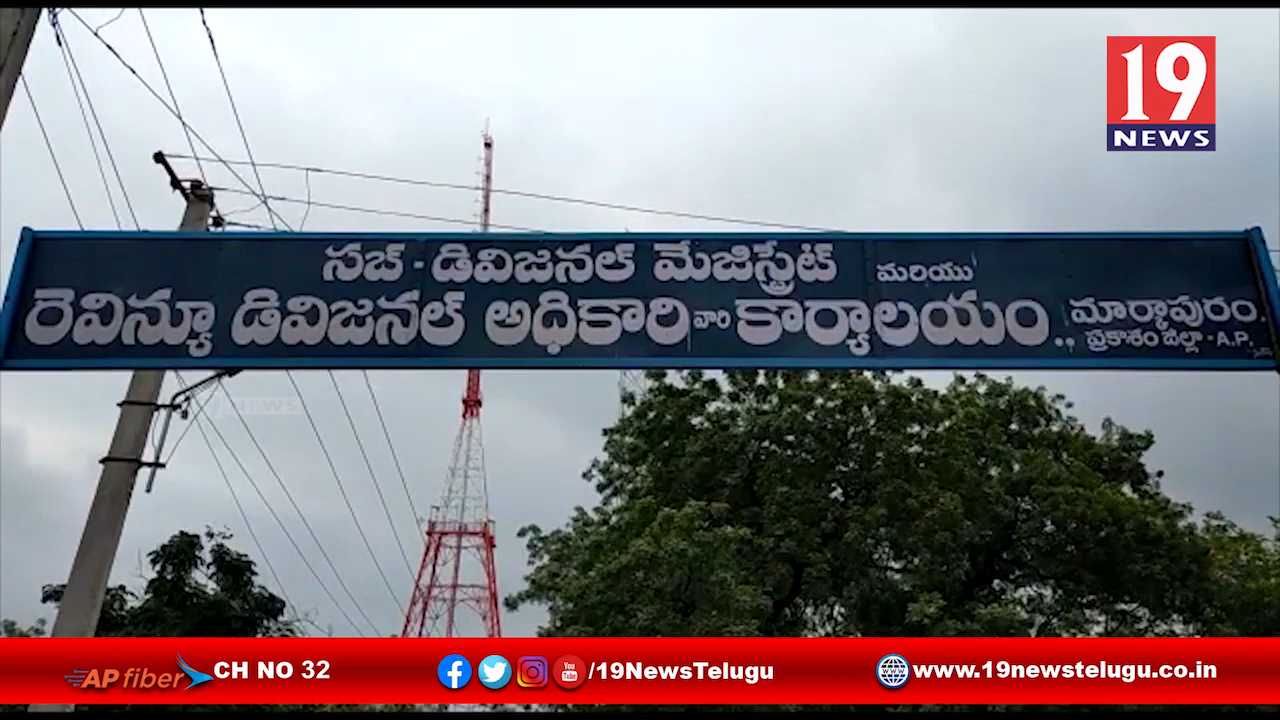 19
NEWS
సబ్ - డివిజనల్ మేజిస్ట్రేట్ మరియు
రెవిన్యూ డివిజనల్ అధికారి వారి కార్యాలయం..
మార్కాపురం.
ప్రకాశం జిల్లా - A.P.
NEWS
AP fiber CH NO 32
/19NewsTelugu
www.19newstelugu.co.in